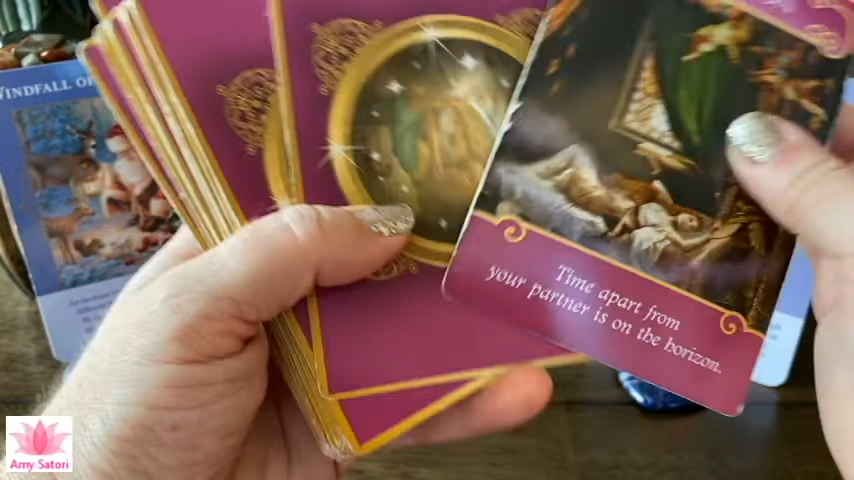 WINDFALL OF
Time apart from
your partner is on the horizon.
Amy Satori